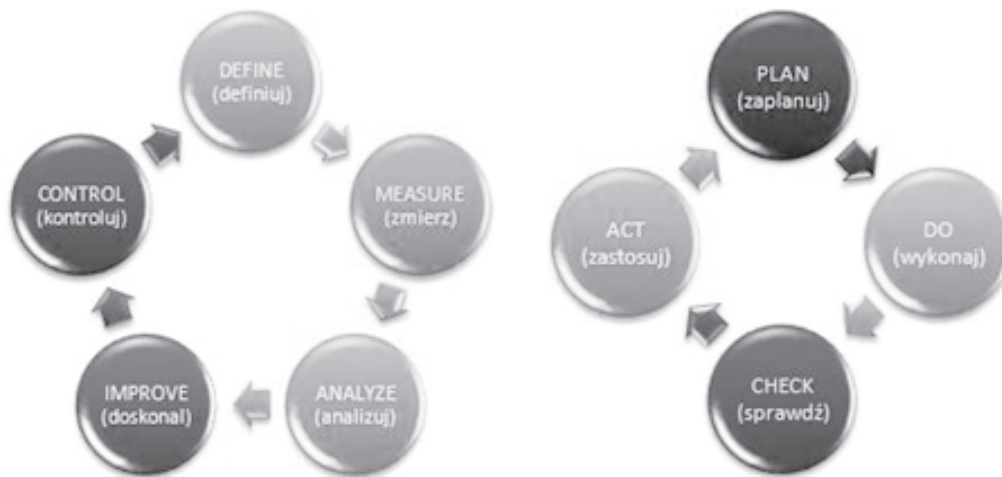 DEFINE
(definiuj)
MEASURE
(zmierz)
ANALYZE
(analizuj)
IMPROVE
(doskonal)
CONTROL
(kontroluj)
PLAN
(zaplanuj)
DO
(wykonaj)
CHECK
(sprawdź)
ACT
(zastosuj)